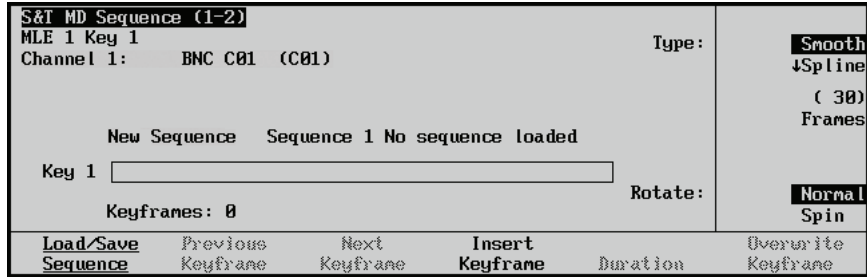 S&T MD Sequence (1-2)
MLE 1 Key 1
Channel 1: BNC C01 (C01)
Type: Smooth
↓Spline
( 30)
Frames
New Sequence Sequence 1 No sequence loaded
Key 1
Keyframes: 0
Rotate: Normal
Spin
Load/Save Previous Next Insert Overwrite
Sequence Keyframe Keyframe Keyframe Duration Keyframe